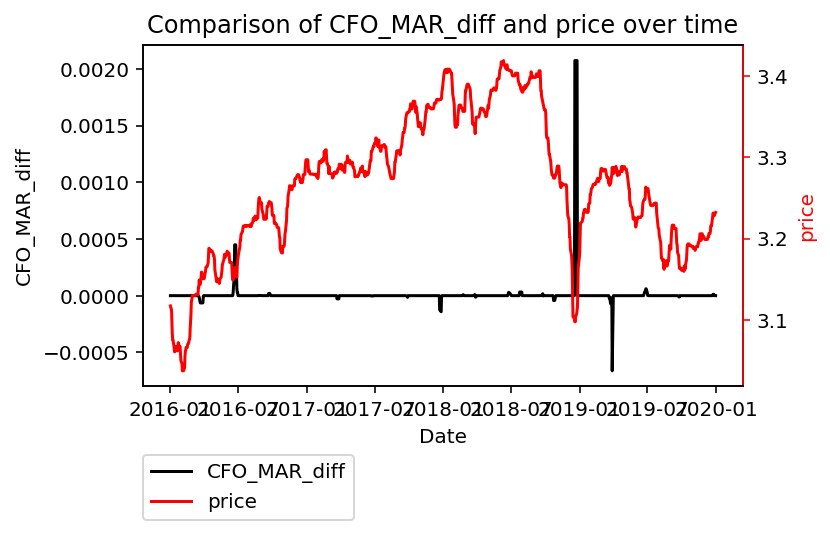 Comparison of CFO_MAR_diff and price over time
0.0020
0.0015
0.0010
0.0005
0.0000
−0.0005
CFO_MAR_diff
3.4
3.3
3.2
3.1
price
2016-01 2016-07 2017-01 2017-07 2018-01 2018-07 2019-01 2019-07 2020-01
Date
CFO_MAR_diff
price